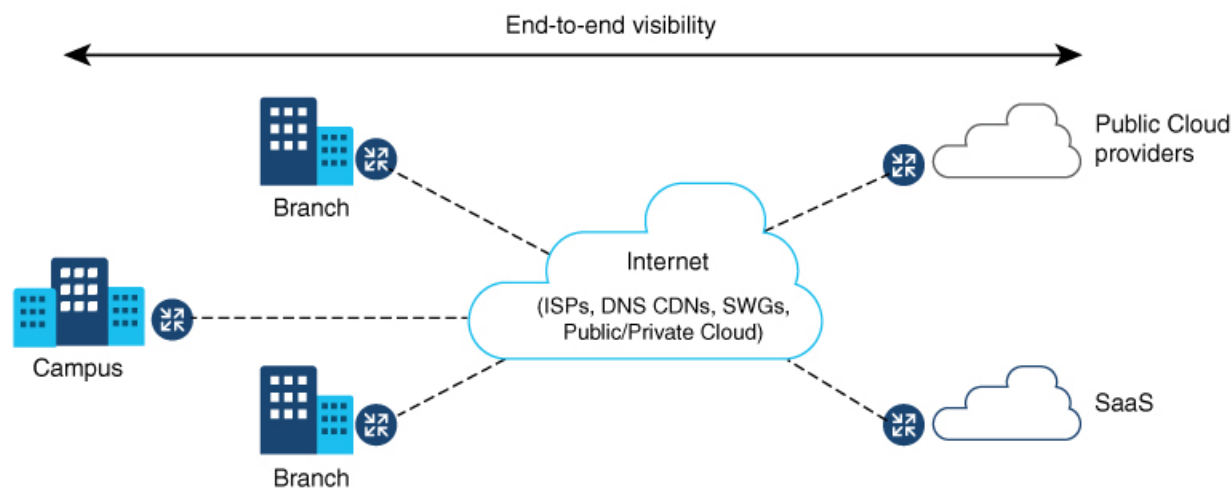 End-to-end visibility
Branch
Public Cloud
providers
Campus
Internet
(ISPs, DNS CDNs, SWGs,
Public/Private Cloud)
Branch
SaaS